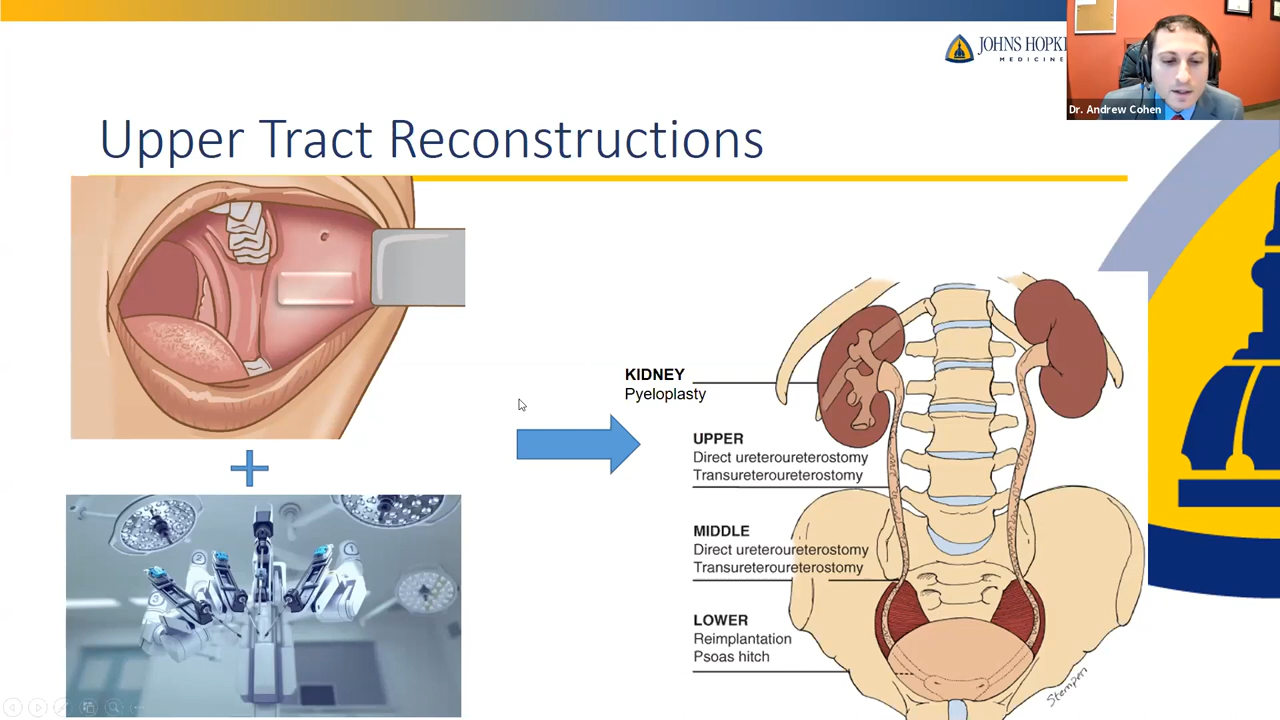 JOHNS HOPK
MEDICINE
Dr. Andrew Cohen
Upper Tract Reconstructions
KIDNEY
Pyeloplasty
UPPER
Direct ureteroureterostomy
Transureteroureterostomy
MIDDLE
Direct ureteroureterostomy
Transureteroureterostomy
LOWER
Reimplantation
Psoas hitch
Stempen